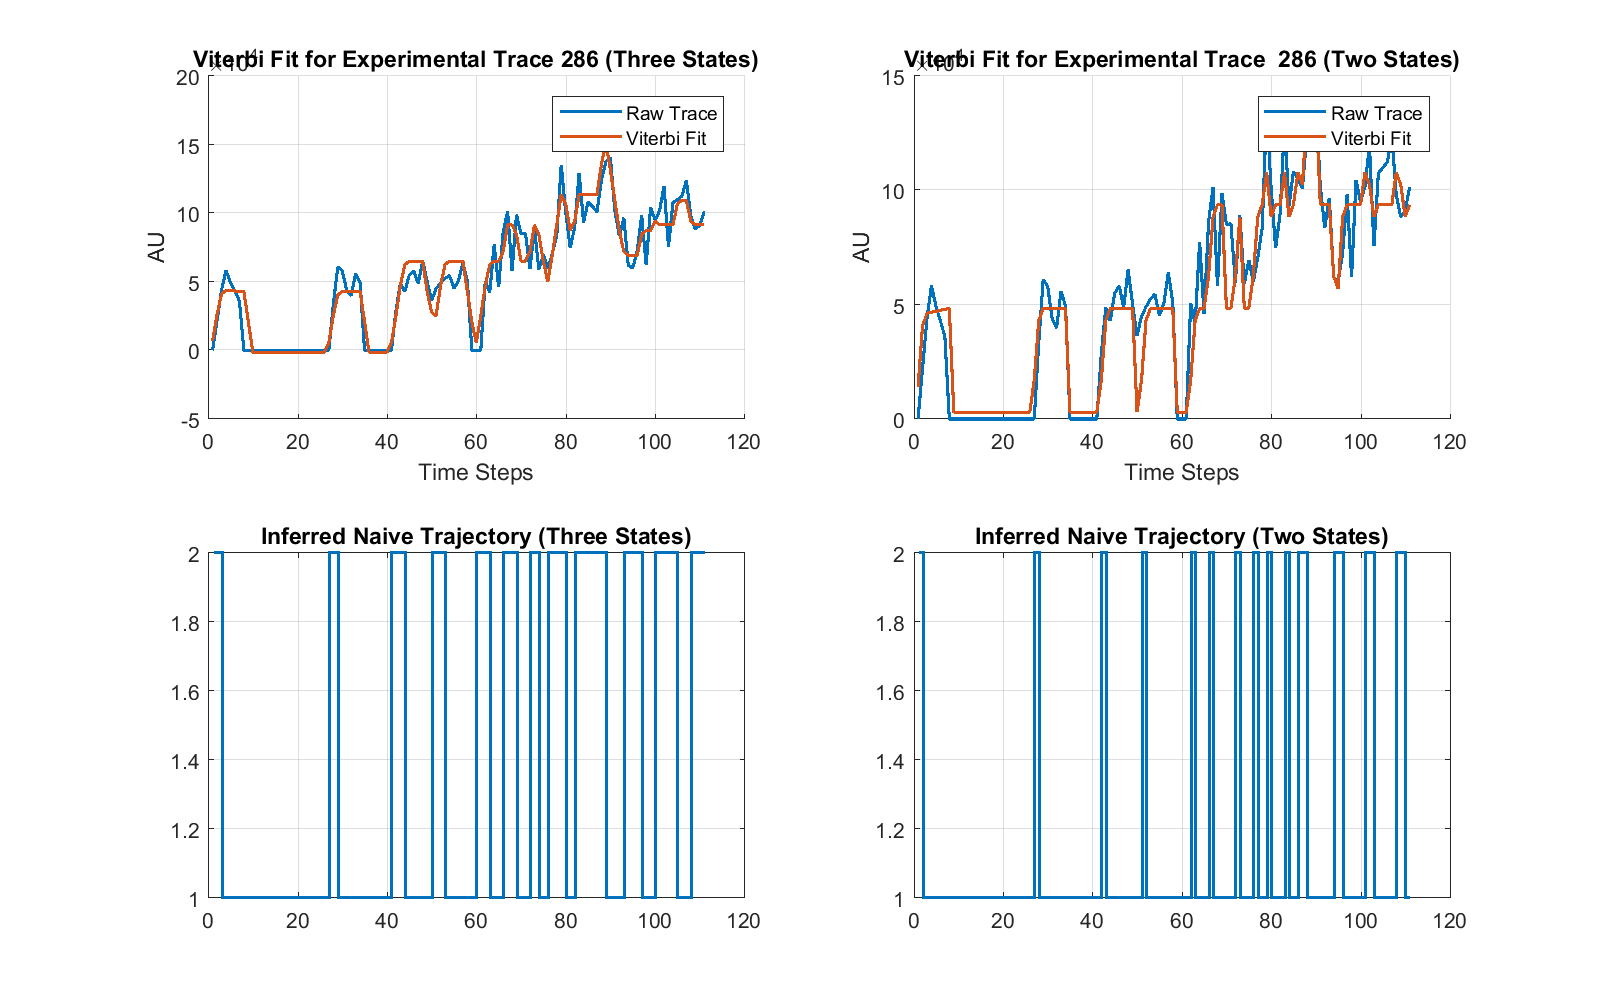 Viterbi Fit for Experimental Trace 286 (Three States)
20
15
10
5
0
-5
AU
Raw Trace
Viterbi Fit
0 20 40 60 80 100 120
Time Steps
Viterbi Fit for Experimental Trace 286 (Two States)
15
10
5
0
AU
Raw Trace
Viterbi Fit
0 20 40 60 80 100 120
Time Steps
Inferred Naive Trajectory (Three States)
2
1.8
1.6
1.4
1.2
1
0 20 40 60 80 100 120
Inferred Naive Trajectory (Two States)
2
1.8
1.6
1.4
1.2
1
0 20 40 60 80 100 120